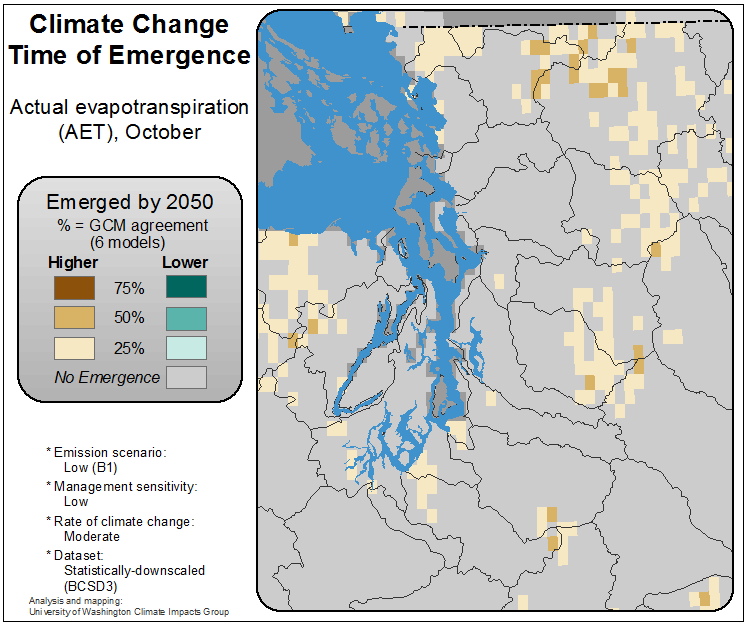 Climate Change
Time of Emergence
Actual evapotranspiration
(AET), October
Emerged by 2050
% = GCM agreement
(6 models)
Higher Lower
75%
50%
25%
No Emergence
* Emission scenario:
Low (B1)
* Management sensitivity:
Low
* Rate of climate change:
Moderate
* Dataset:
Statistically-downscaled
(BCSD3)
Analysis and mapping:
University of Washington Climate Impacts Group